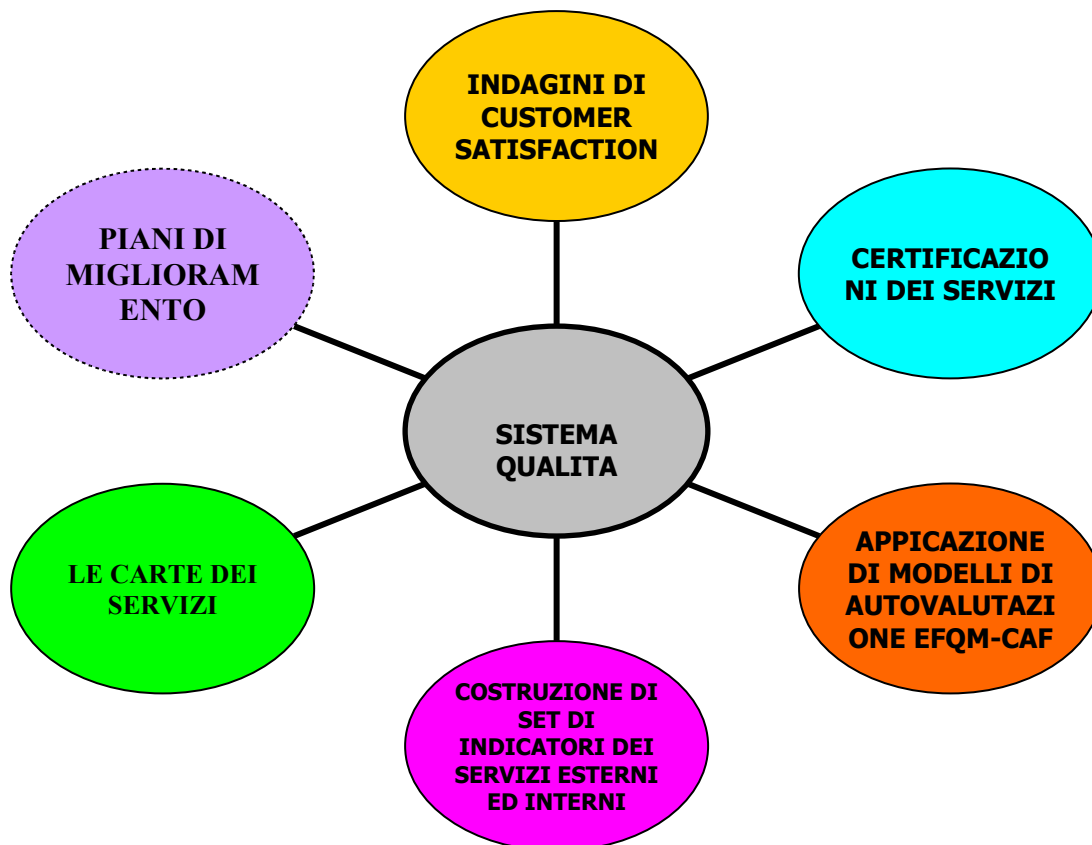 INDAGINI DI
CUSTOMER
SATISFACTION
PIANI DI
MIGLIORAM
ENTO
CERTIFICAZIO
NI DEI SERVIZI
SISTEMA
QUALITA
LE CARTE DEI
SERVIZI
APPICAZIONE
DI MODELLI DI
AUTOVALUTAZI
ONE EFQM-CAF
COSTRUZIONE DI
SET DI
INDICATORI DEI
SERVIZI ESTERNI
ED INTERNI